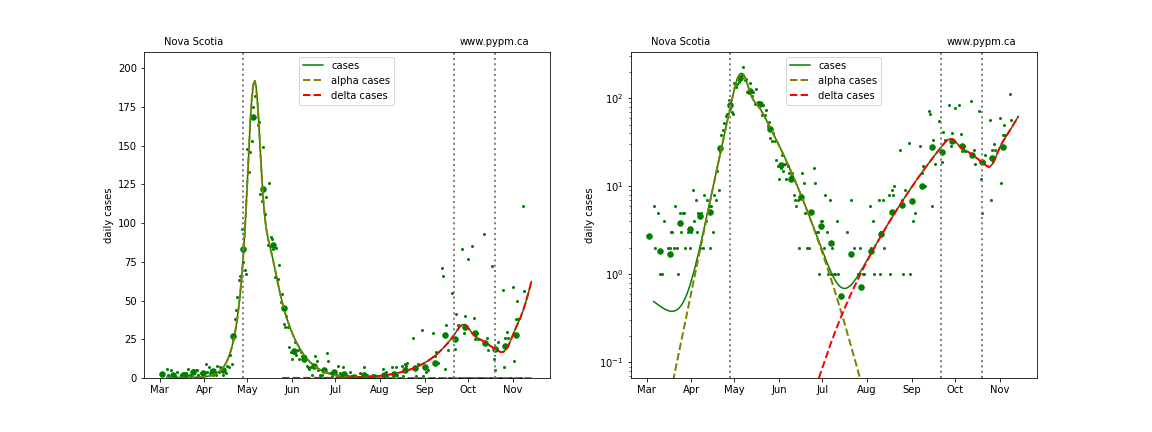 Nova Scotia www.pypm.ca
cases
alpha cases
delta cases
daily cases
200
175
150
125
100
75
50
25
0
Mar Apr May Jun Jul Aug Sep Oct Nov
Nova Scotia www.pypm.ca
cases
alpha cases
delta cases
daily cases
10²
10¹
10⁰
10⁻¹
Mar Apr May Jun Jul Aug Sep Oct Nov